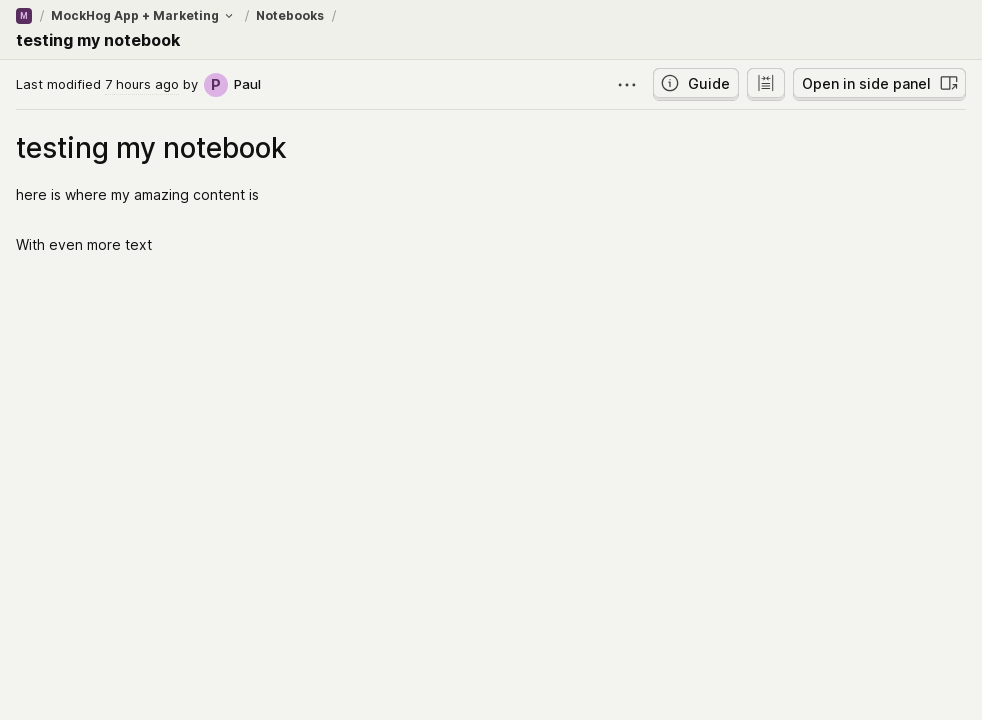 M / MockHog App + Marketing / Notebooks /
testing my notebook
Last modified 7 hours ago by P Paul
Guide
Open in side panel
testing my notebook
here is where my amazing content is
With even more text